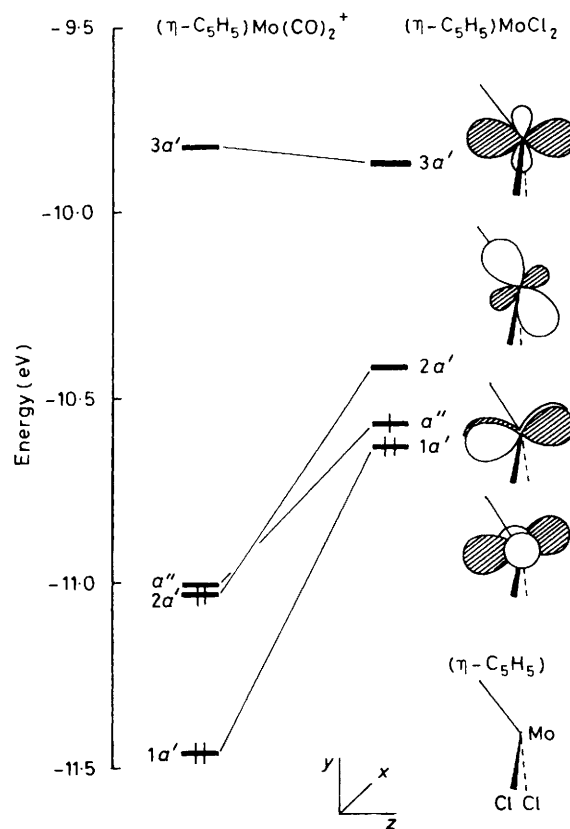 (η-C5H5)Mo(CO)2+
(η-C5H5)MoCl2
-9·5
-10·0
-10·5
-11·0
-11·5
Energy (eV)
3a′
a″
2a′
1a′
3a′
2a′
a″
1a′
(η-C5H5)
Mo
Cl Cl
y
x
z